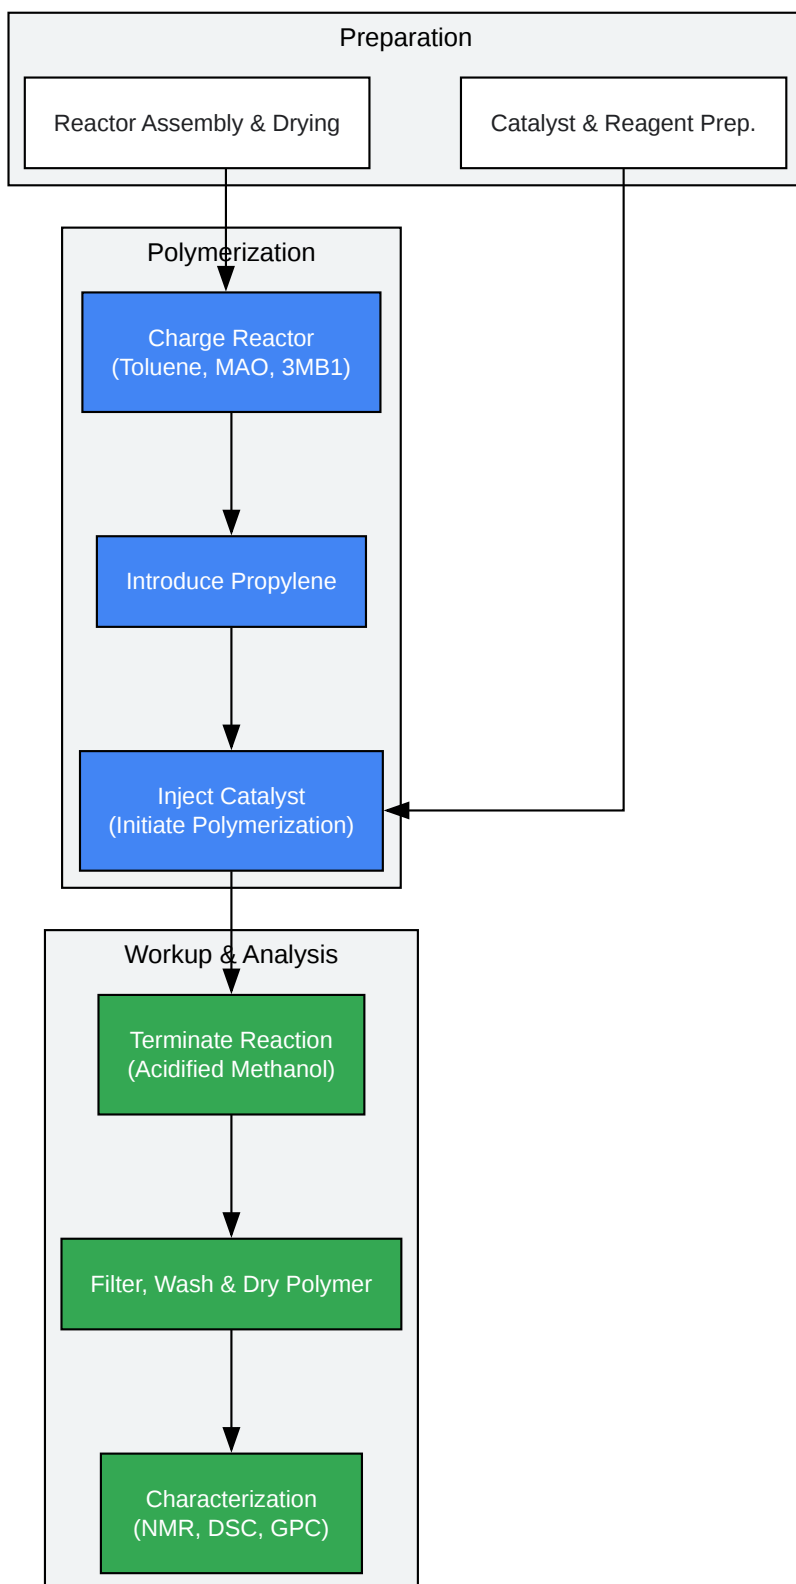 Preparation
Reactor Assembly & Drying
Catalyst & Reagent Prep.
Polymerization
Charge Reactor
(Toluene, MAO, 3MB1)
Introduce Propylene
Inject Catalyst
(Initiate Polymerization)
Workup & Analysis
Terminate Reaction
(Acidified Methanol)
Filter, Wash & Dry Polymer
Characterization
(NMR, DSC, GPC)